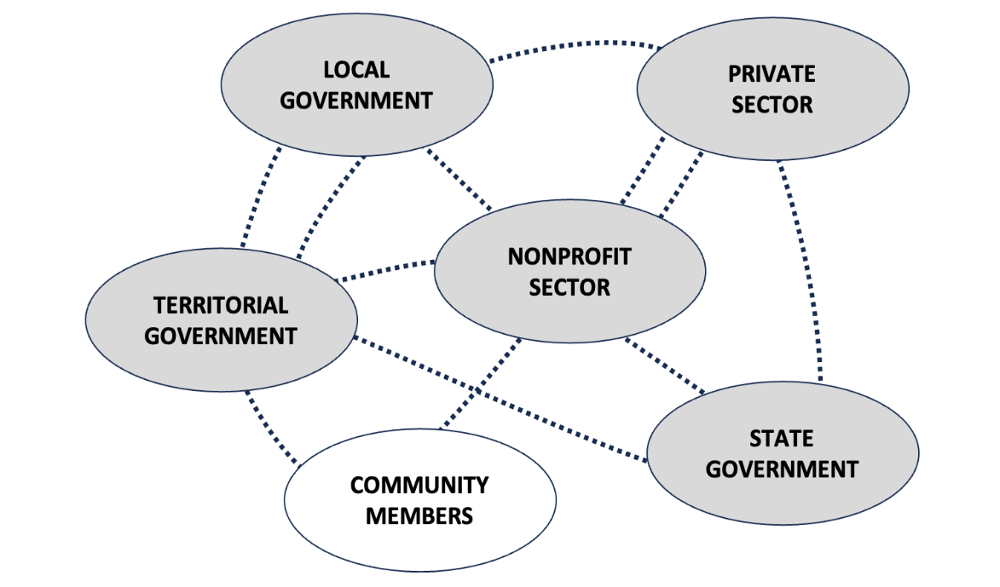 LOCAL
GOVERNMENT
PRIVATE
SECTOR
NONPROFIT
SECTOR
TERRITORIAL
GOVERNMENT
STATE
GOVERNMENT
COMMUNITY
MEMBERS